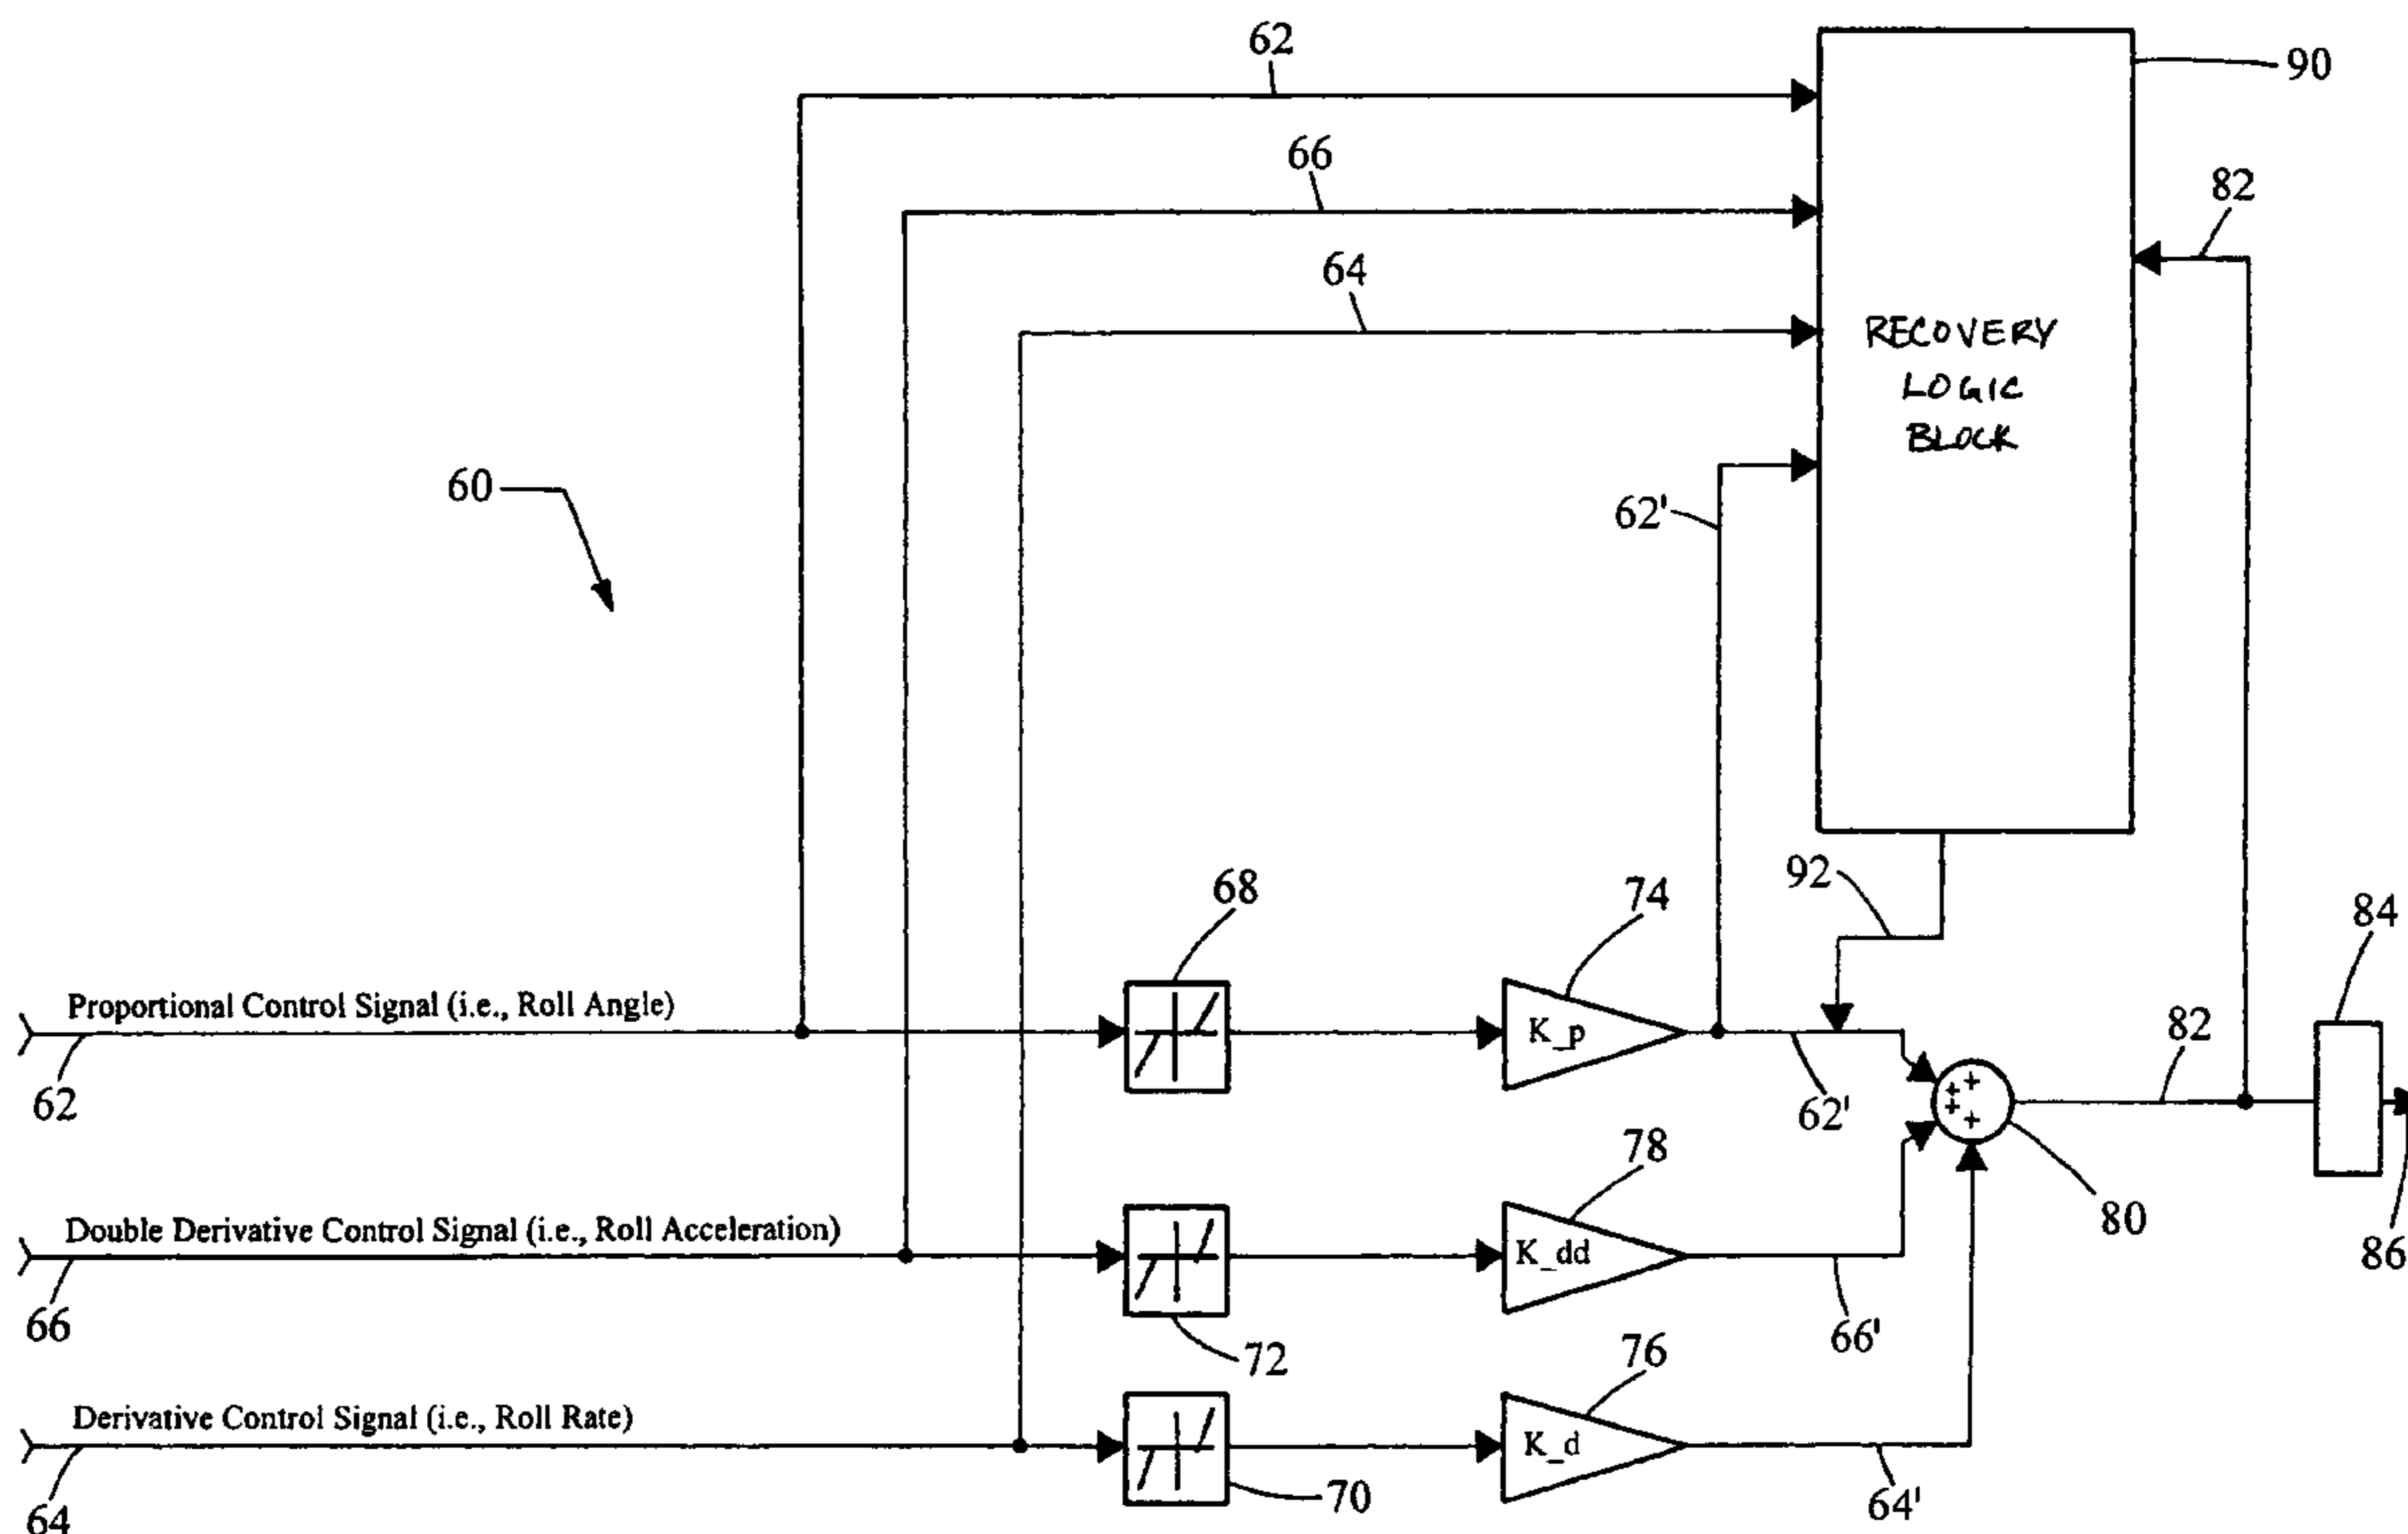 62
90
66
82
64
RECOVERY
LOGIC
BLOCK
60
62'
92
68
74
84
Proportional Control Signal (i.e., Roll Angle)
K_p
82
62
62'
+ + + +
78
80
Double Derivative Control Signal (i.e., Roll Acceleration)
K_dd
86
66
66'
72
76
Derivative Control Signal (i.e., Roll Rate)
K_d
70
64
64'